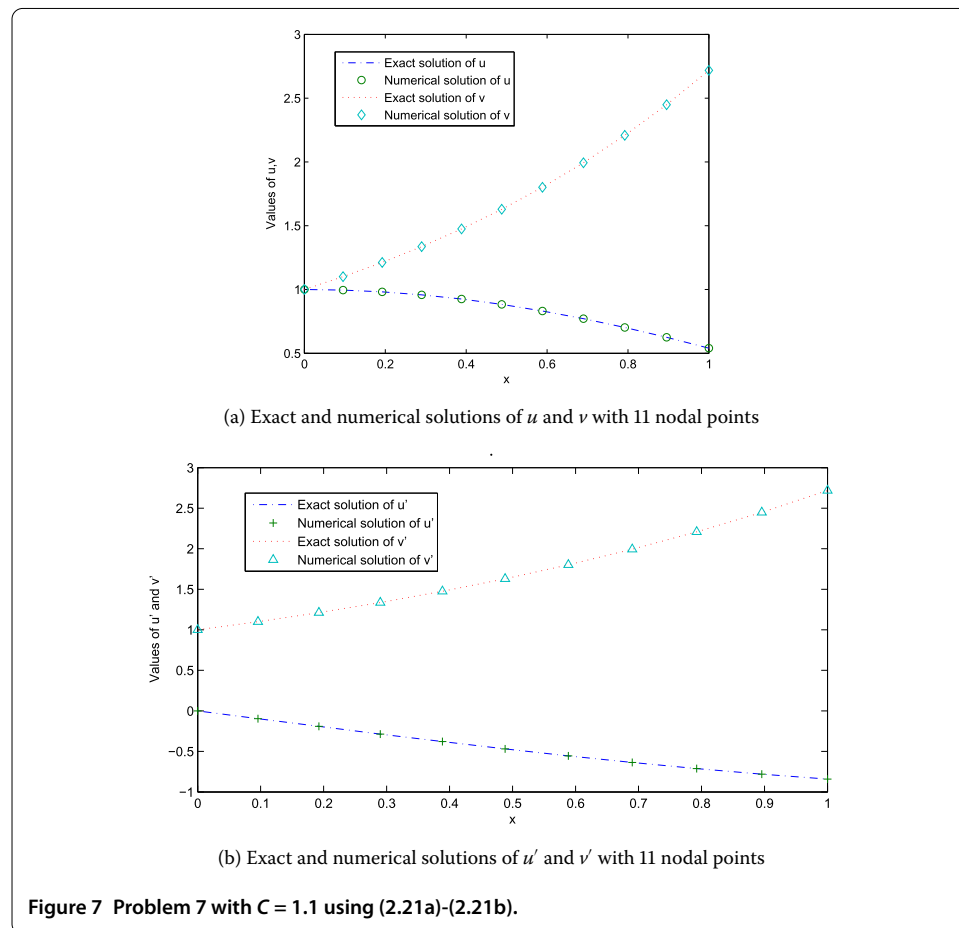 3
2.5
2
1.5
1
0.5
Values of u,v
Exact solution of u
Numerical solution of u
Exact solution of v
Numerical solution of v
0 0.2 0.4 0.6 0.8 1
x
(a) Exact and numerical solutions of u and v with 11 nodal points
.
3
2.5
2
1.5
1
0.5
0
−0.5
−1
Values of u' and v'
Exact solution of u'
Numerical solution of u'
Exact solution of v'
Numerical solution of v'
0 0.1 0.2 0.3 0.4 0.5 0.6 0.7 0.8 0.9 1
x
(b) Exact and numerical solutions of u′ and v′ with 11 nodal points
Figure 7 Problem 7 with C = 1.1 using (2.21a)-(2.21b).